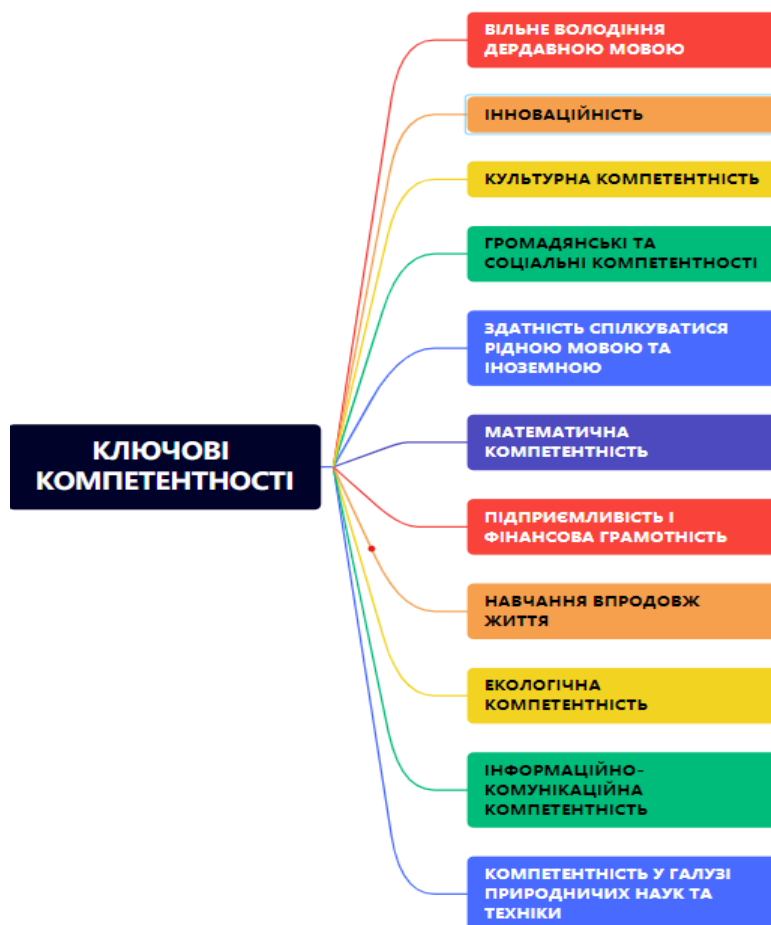 ВІЛЬНЕ ВОЛОДІННЯ
ДЕРДАВНОЮ МОВОЮ
ІННОВАЦІЙНІСТЬ
КУЛЬТУРНА КОМПЕТЕНТНІСТЬ
ГРОМАДЯНСЬКІ ТА
СОЦІАЛЬНІ КОМПЕТЕНТНОСТІ
ЗДАТНІСТЬ СПІЛКУВАТИСЯ
РІДНОЮ МОВОЮ ТА
ІНОЗЕМНОЮ
КЛЮЧОВІ
КОМПЕТЕНТНОСТІ
МАТЕМАТИЧНА
КОМПЕТЕНТНІСТЬ
ПІДПРИЄМЛИВІСТЬ І
ФІНАНСОВА ГРАМОТНІСТЬ
НАВЧАННЯ ВПРОДОВЖ
ЖИТТЯ
ЕКОЛОГІЧНА
КОМПЕТЕНТНІСТЬ
ІНФОРМАЦІЙНО-
КОМУНІКАЦІЙНА
КОМПЕТЕНТНІСТЬ
КОМПЕТЕНТНІСТЬ У ГАЛУЗІ
ПРИРОДНИЧИХ НАУК ТА
ТЕХНІКИ